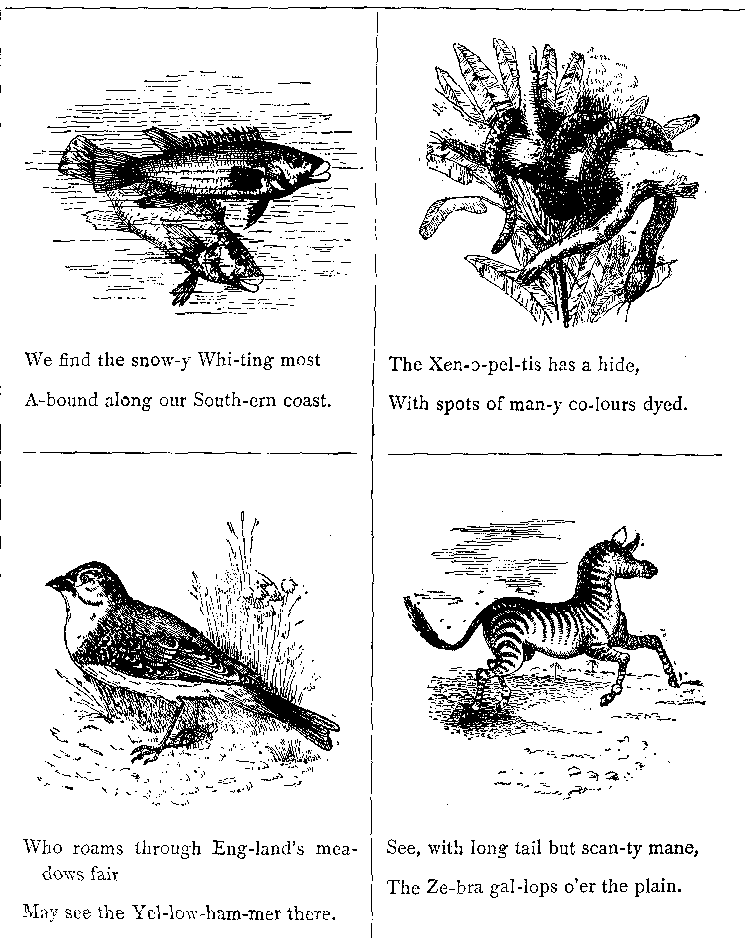 We find the snow-y Whi-ting most
A-bound along our South-ern coast.
The Xen-o-pel-tis has a hide,
With spots of man-y co-lours dyed.
Who roams through Eng-land's mea-
dows fair
May see the Yel-low-ham-mer there.
See, with long tail but scan-ty mane,
The Ze-bra gal-lops o'er the plain.